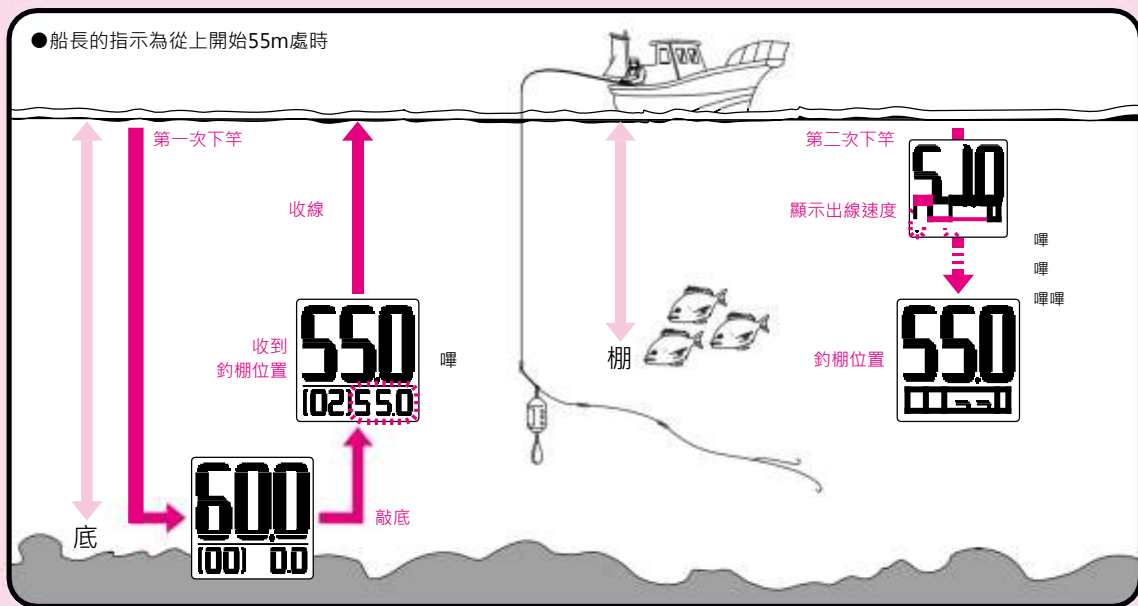 ●船長的指示為從上開始55m處時
第一次下竿
收線
收到
釣棚位置
55.0
(02)55.0
嗶
60.0
(00) 0.0
敲底
底
棚
第二次下竿
51.0
顯示出線速度
嗶
嗶
嗶嗶
釣棚位置
55.0